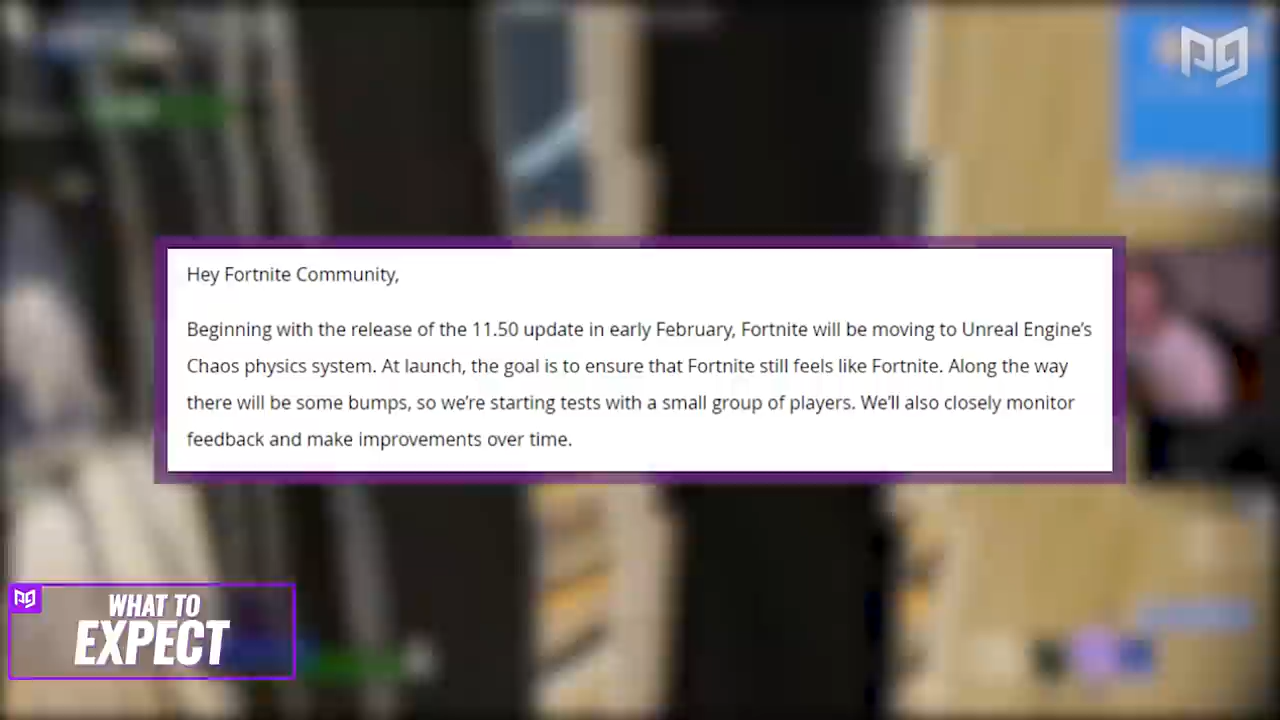 Hey Fortnite Community,
Beginning with the release of the 11.50 update in early February, Fortnite will be moving to Unreal Engine’s
Chaos physics system. At launch, the goal is to ensure that Fortnite still feels like Fortnite. Along the way
there will be some bumps, so we’re starting tests with a small group of players. We’ll also closely monitor
feedback and make improvements over time.
WHAT TO
EXPECT